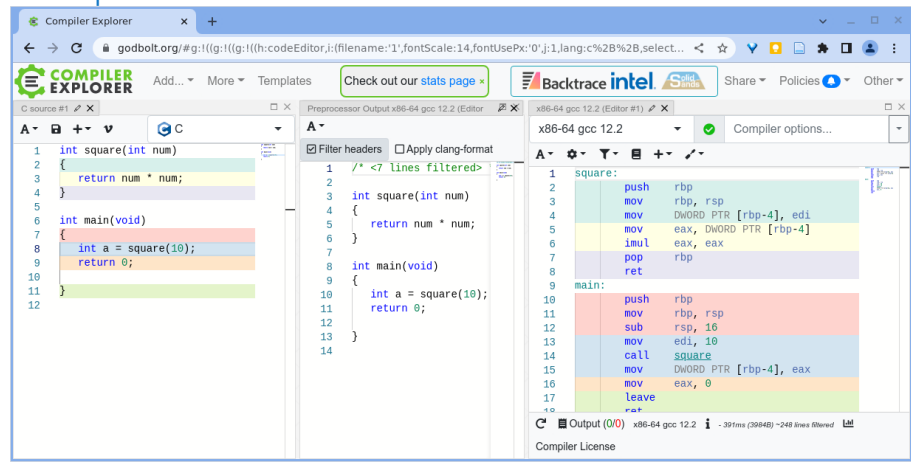 Compiler Explorer
godbolt.org/#g:!((g:!((g:!((h:codeEditor,i:(filename:'1',fontScale:14,fontUsePx:'0',j:1,lang:c%2B%2B,select...
COMPILER EXPLORER
Add... More Templates
Check out our stats page ×
Backtrace intel. Solid Sands
Share Policies Other
C source #1
A
C
1 int square(int num)
2 {
3 return num * num;
4 }
5
6 int main(void)
7 {
8 int a = square(10);
9 return 0;
10
11 }
12
Preprocessor Output x86-64 gcc 12.2 (Editor
A
Filter headers Apply clang-format
1 /* <7 lines filtered>
2
3 int square(int num)
4 {
5 return num * num;
6 }
7
8 int main(void)
9 {
10 int a = square(10);
11 return 0;
12
13 }
14
x86-64 gcc 12.2 (Editor #1)
x86-64 gcc 12.2
Compiler options...
A
1 square:
2 push rbp
3 mov rbp, rsp
4 mov DWORD PTR [rbp-4], edi
5 mov eax, DWORD PTR [rbp-4]
6 imul eax, eax
7 pop rbp
8 ret
9 main:
10 push rbp
11 mov rbp, rsp
12 sub rsp, 16
13 mov edi, 10
14 call square
15 mov DWORD PTR [rbp-4], eax
16 mov eax, 0
17 leave
18 ret
Output (0/0) x86-64 gcc 12.2 i - 391ms (3984B) ~248 lines filtered
Compiler License